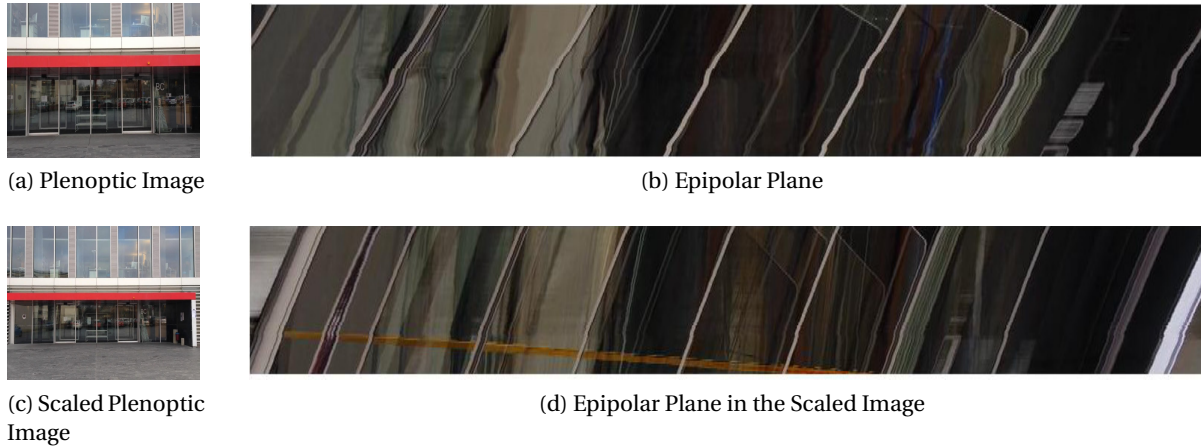 (a) Plenoptic Image
(b) Epipolar Plane
(c) Scaled Plenoptic
Image
(d) Epipolar Plane in the Scaled Image